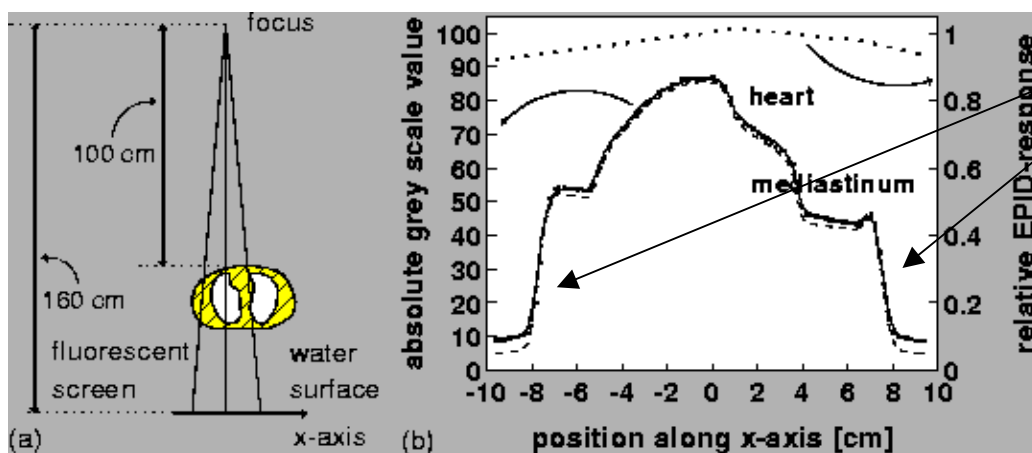 focus
100 cm
160 cm
fluorescent
screen
water
surface
x-axis
(a)
absolute grey scale value
100
90
80
70
60
50
40
30
20
10
0
heart
mediastinum
1
0.8
0.6
0.4
0.2
0
relative EPID-response
-10 -8 -6 -4 -2 0 2 4 6 8 10
(b)
position along x-axis [cm]